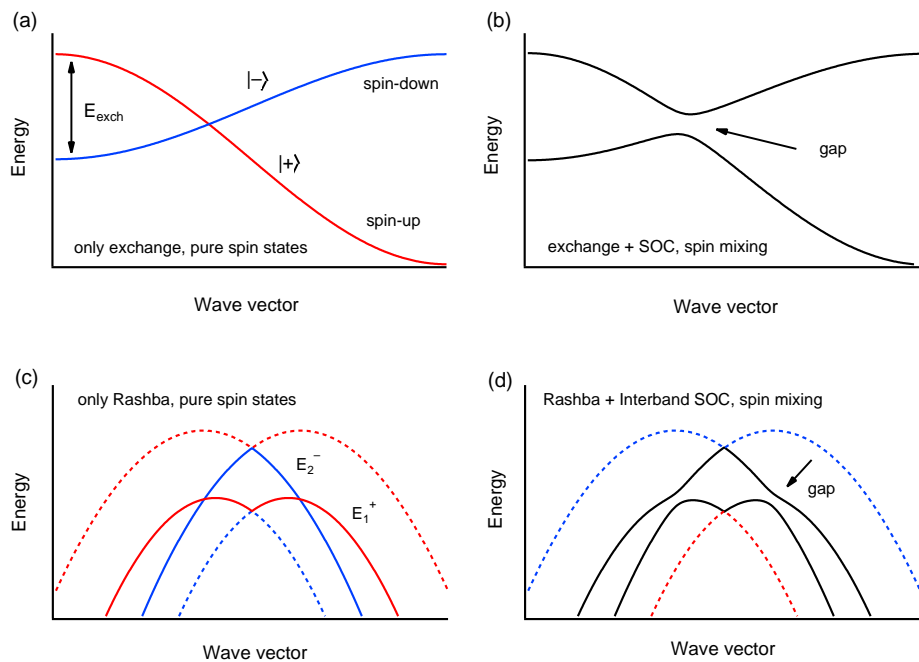 (a)
(b)
|−⟩
spin-down
E_exch
Energy
Energy
gap
|+⟩
spin-up
only exchange, pure spin states
exchange + SOC, spin mixing
Wave vector
Wave vector
(c)
(d)
only Rashba, pure spin states
Rashba + Interband SOC, spin mixing
E₂⁻
gap
E₁⁺
Energy
Energy
Wave vector
Wave vector